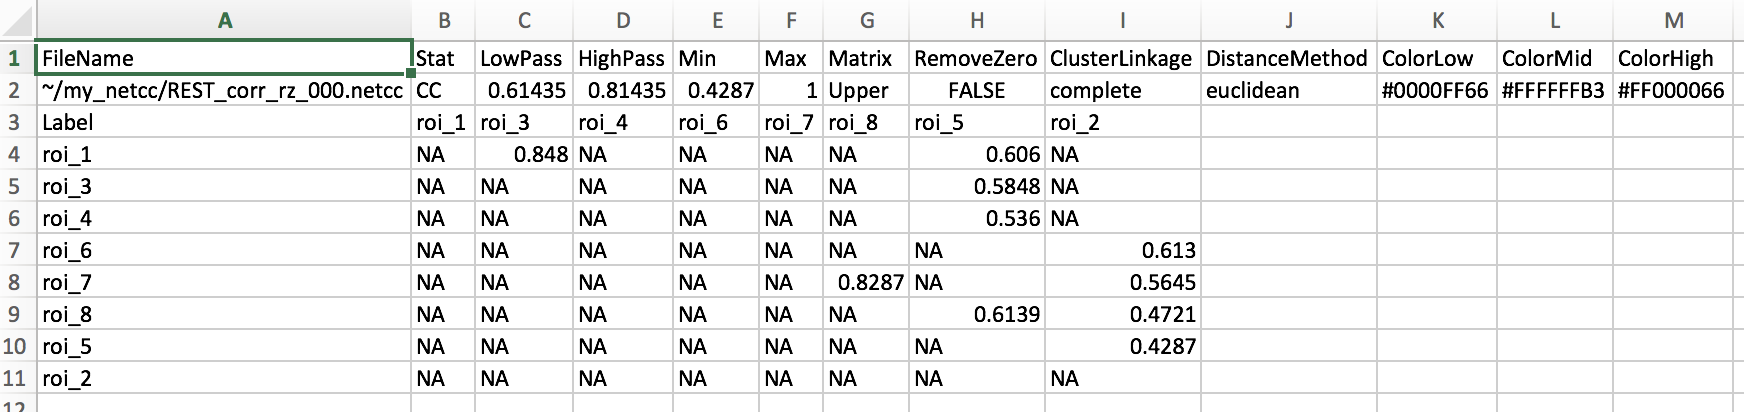 A B C D E F G H I J K L M
1 FileName Stat LowPass HighPass Min Max Matrix RemoveZero ClusterLinkage DistanceMethod ColorLow ColorMid ColorHigh
2 ~/my_netcc/REST_corr_rz_000.netcc CC 0.61435 0.81435 0.4287 1 Upper FALSE complete euclidean #0000FF66 #FFFFFFB3 #FF000066
3 Label roi_1 roi_3 roi_4 roi_6 roi_7 roi_8 roi_5 roi_2
4 roi_1 NA 0.848 NA NA NA NA 0.606 NA
5 roi_3 NA NA NA NA NA NA 0.5848 NA
6 roi_4 NA NA NA NA NA NA 0.536 NA
7 roi_6 NA NA NA NA NA NA NA 0.613
8 roi_7 NA NA NA NA NA 0.8287 NA 0.5645
9 roi_8 NA NA NA NA NA NA 0.6139 0.4721
10 roi_5 NA NA NA NA NA NA NA 0.4287
11 roi_2 NA NA NA NA NA NA NA NA
12